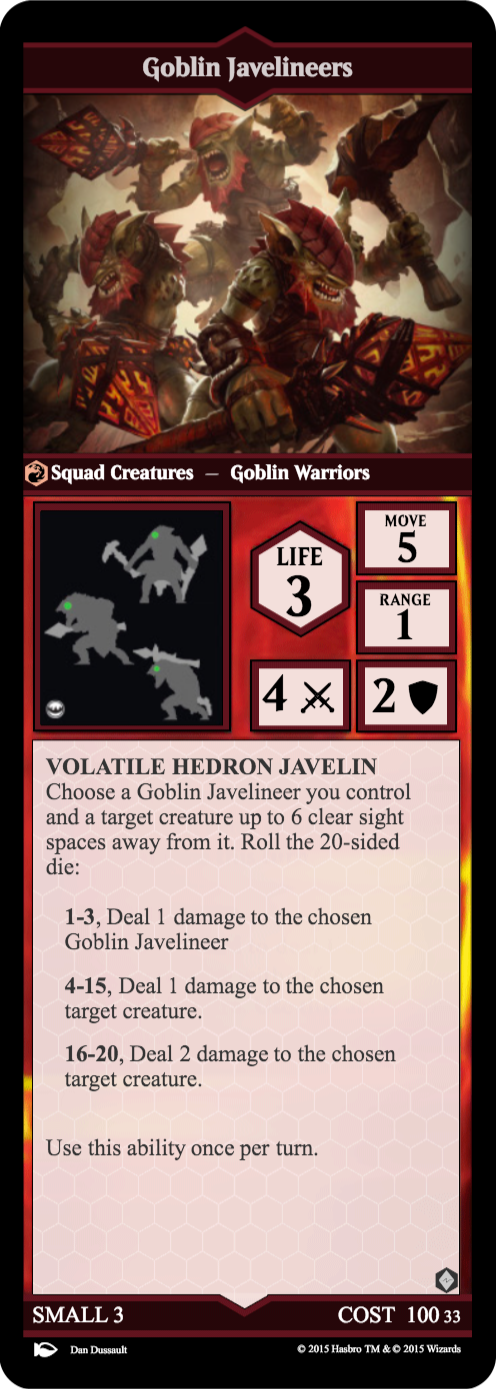 Goblin Javelineers
Squad Creatures — Goblin Warriors
LIFE
3
MOVE
5
RANGE
1
4
2
VOLATILE HEDRON JAVELIN
Choose a Goblin Javelineer you control
and a target creature up to 6 clear sight
spaces away from it. Roll the 20-sided
die:
1-3, Deal 1 damage to the chosen
Goblin Javelineer
4-15, Deal 1 damage to the chosen
target creature.
16-20, Deal 2 damage to the chosen
target creature.
Use this ability once per turn.
SMALL 3
COST 100 33
Dan Dussault
© 2015 Hasbro TM & © 2015 Wizards